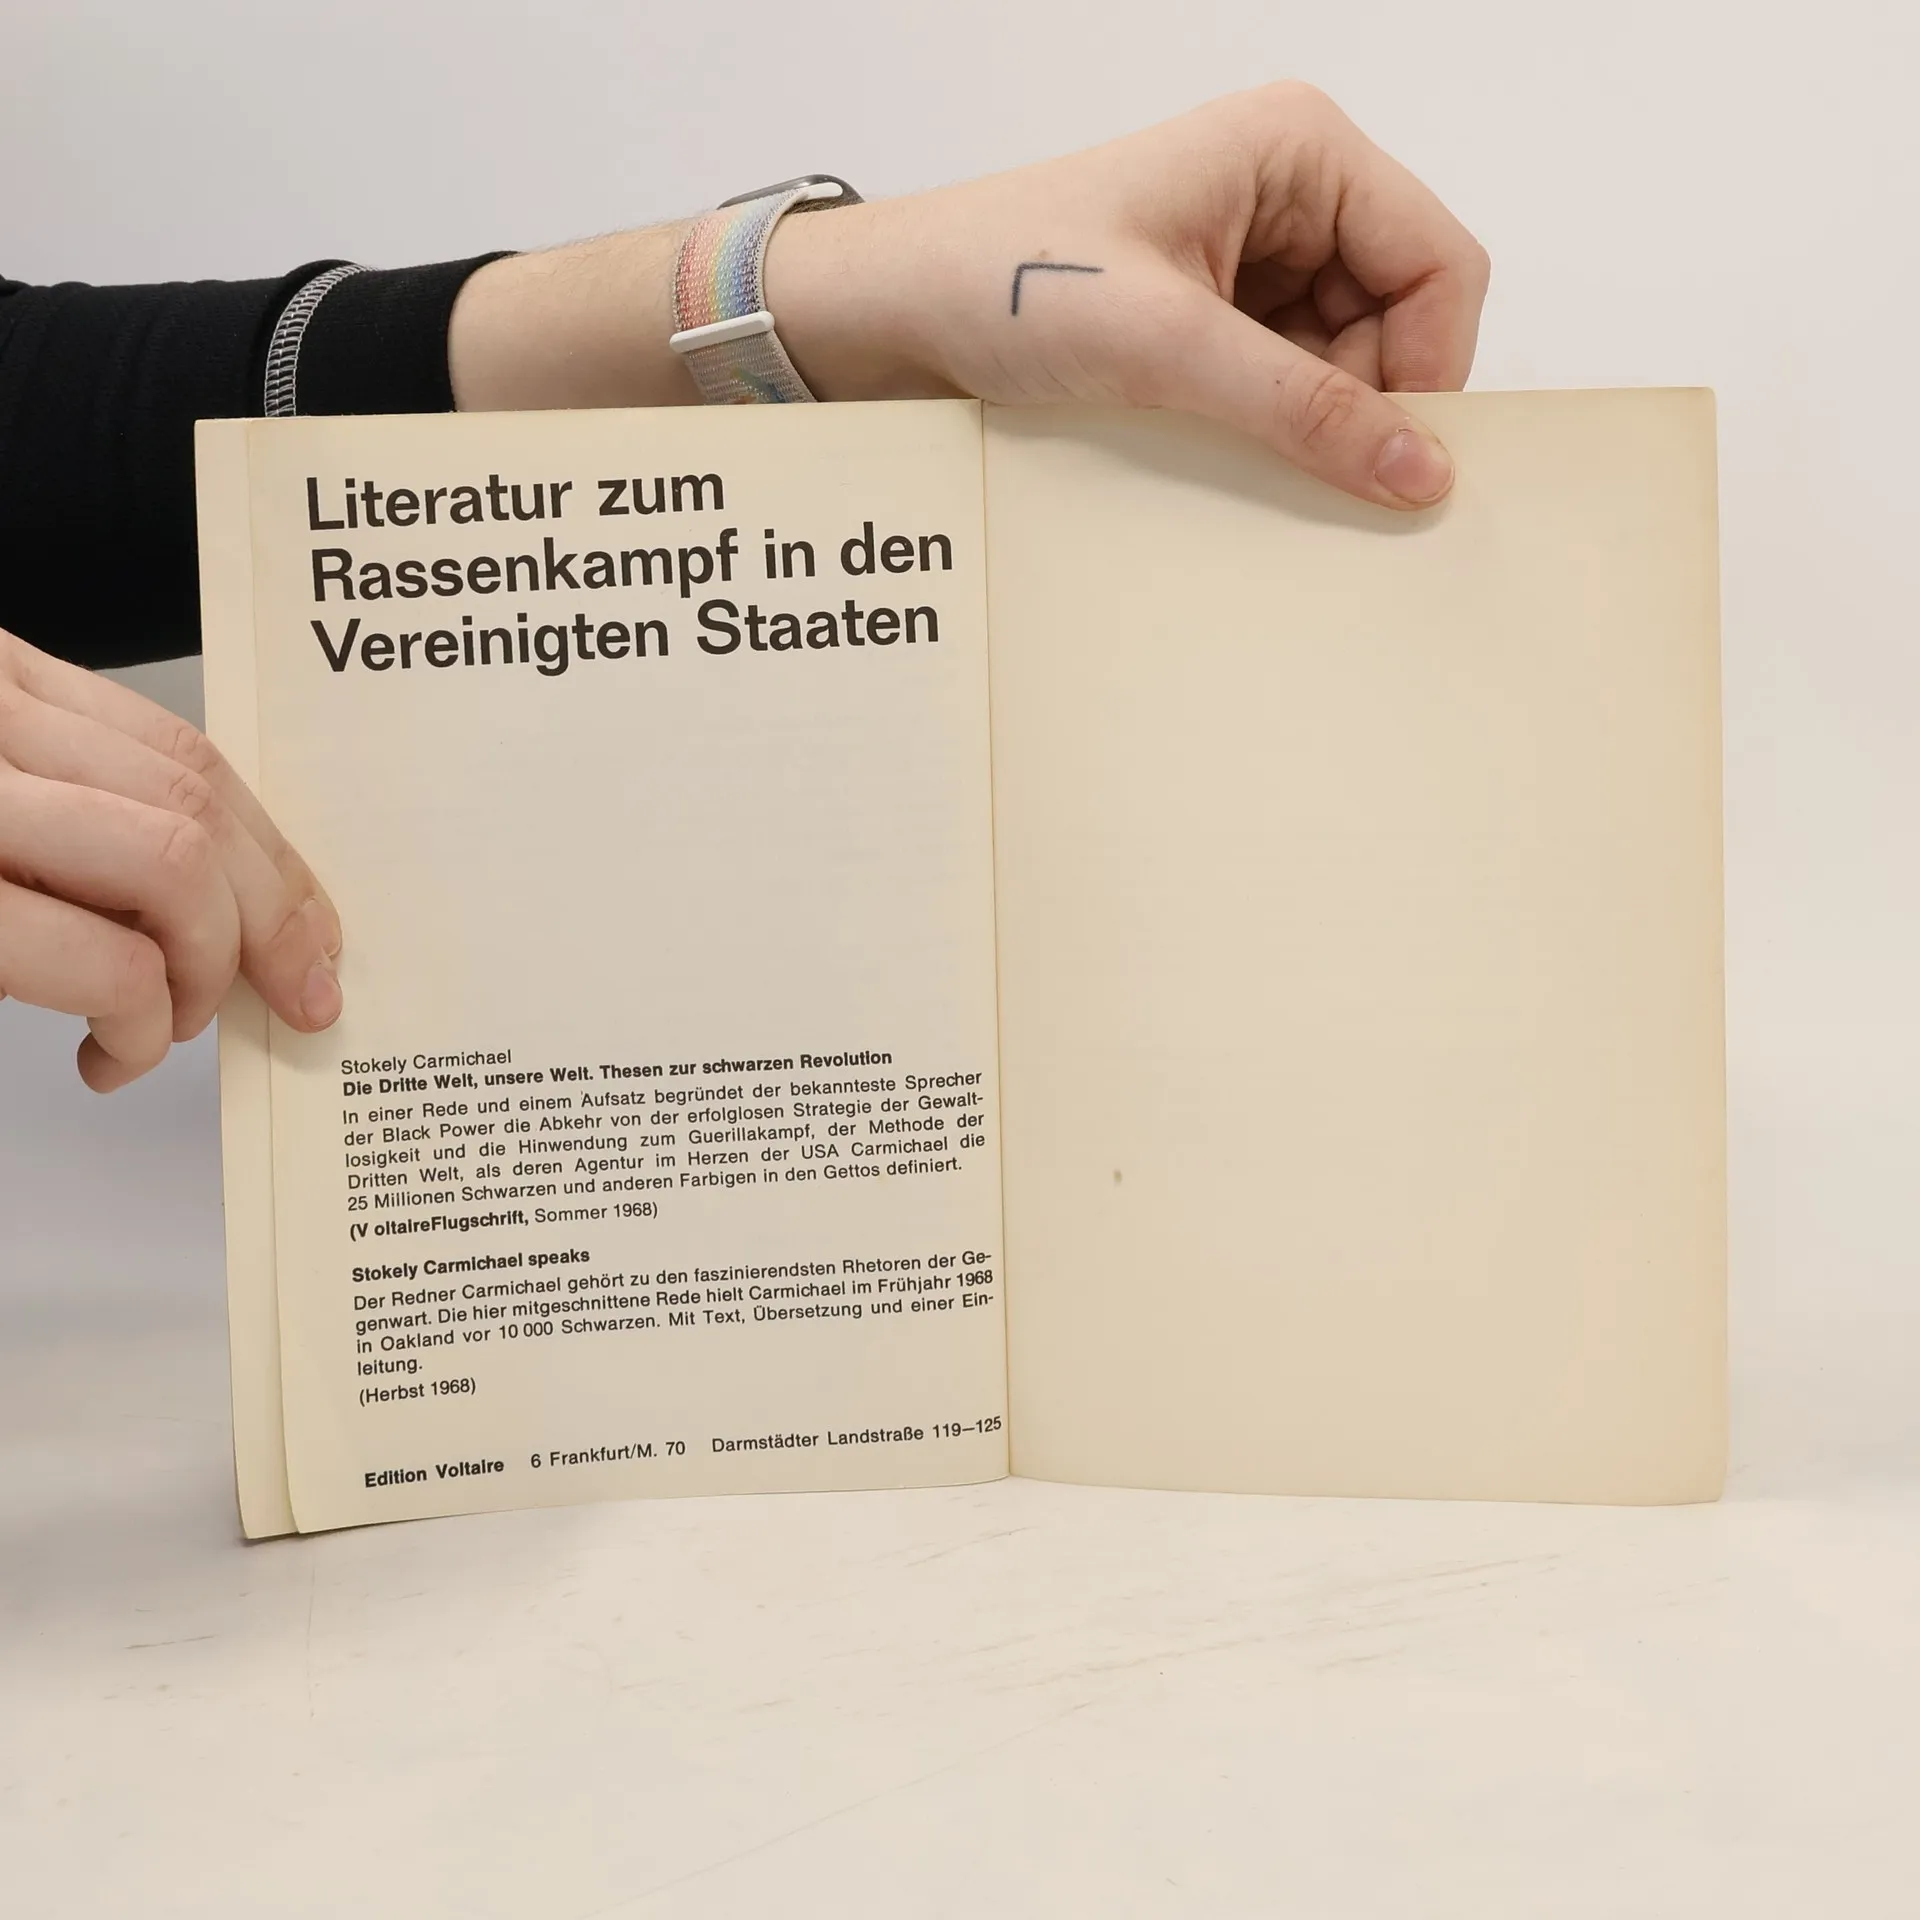 Literatur zum
Rassenkampf in den
Vereinigten Staaten
Stokely Carmichael
Die Dritte Welt, unsere Welt. Thesen zur schwarzen Revolution
In einer Rede und einem Aufsatz begründet der bekannteste Sprecher
der Black Power die Abkehr von der erfolglosen Strategie der Gewalt-
losigkeit und die Hinwendung zum Guerillakampf, der Methode der
Dritten Welt, als deren Agentur im Herzen der USA Carmichael die
25 Millionen Schwarzen und anderen Farbigen in den Gettos definiert.
(V oltaireFlugschrift, Sommer 1968)
Stokely Carmichael speaks
Der Redner Carmichael gehört zu den faszinierendsten Rhetoren der Ge-
genwart. Die hier mitgeschnittene Rede hielt Carmichael im Frühjahr 1968
in Oakland vor 10 000 Schwarzen. Mit Text, Übersetzung und einer Ein-
leitung.
(Herbst 1968)
Edition Voltaire 6 Frankfurt/M. 70 Darmstädter Landstraße 119—125